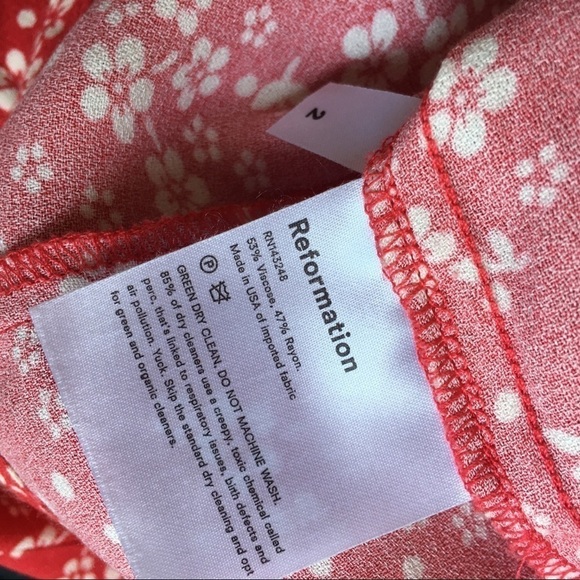 2
Reformation
RN143248
53% Viscose, 47% Rayon.
Made in USA of imported fabric
P
GREEN DRY CLEAN. DO NOT MACHINE WASH.
85% of dry cleaners use a creepy, toxic chemical called
perc, that's linked to respiratory issues, birth defects and
air pollution. Yuck. Skip the standard dry cleaning and opt
for green and organic cleaners.